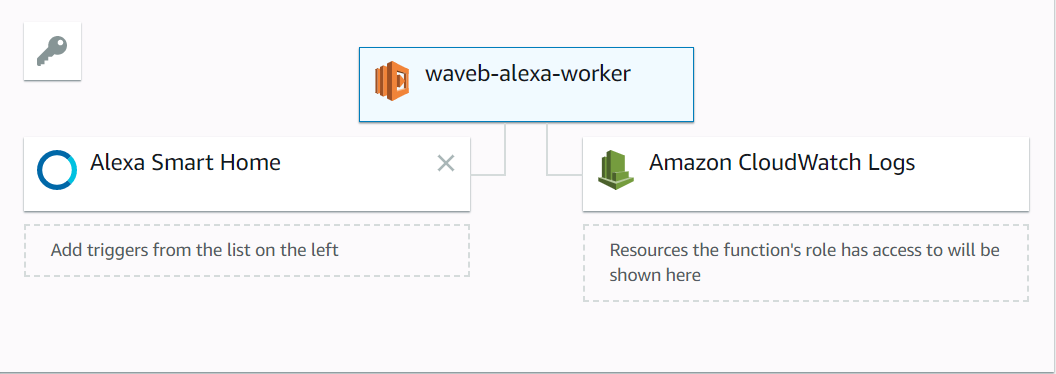 waveb-alexa-worker
Alexa Smart Home
Amazon CloudWatch Logs
Add triggers from the list on the left
Resources the function's role has access to will be
shown here